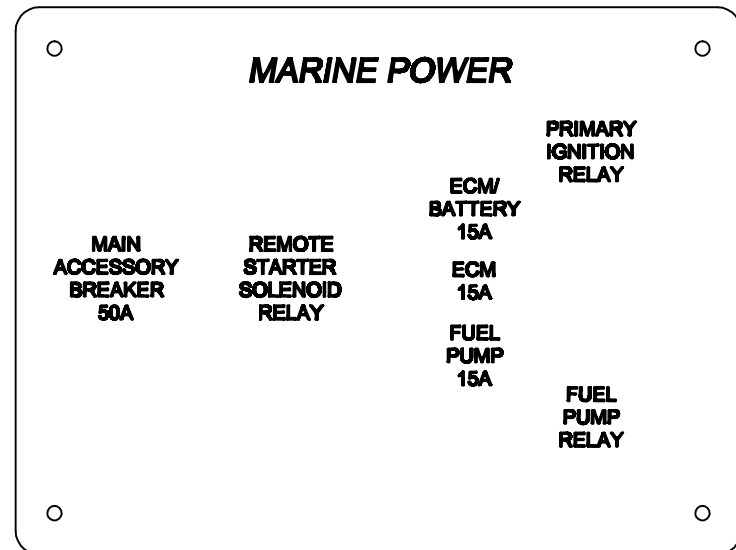 MARINE POWER
PRIMARY
IGNITION
RELAY
ECM/
BATTERY
15A
MAIN
ACCESSORY
BREAKER
50A
REMOTE
STARTER
SOLENOID
RELAY
ECM
15A
FUEL
PUMP
15A
FUEL
PUMP
RELAY